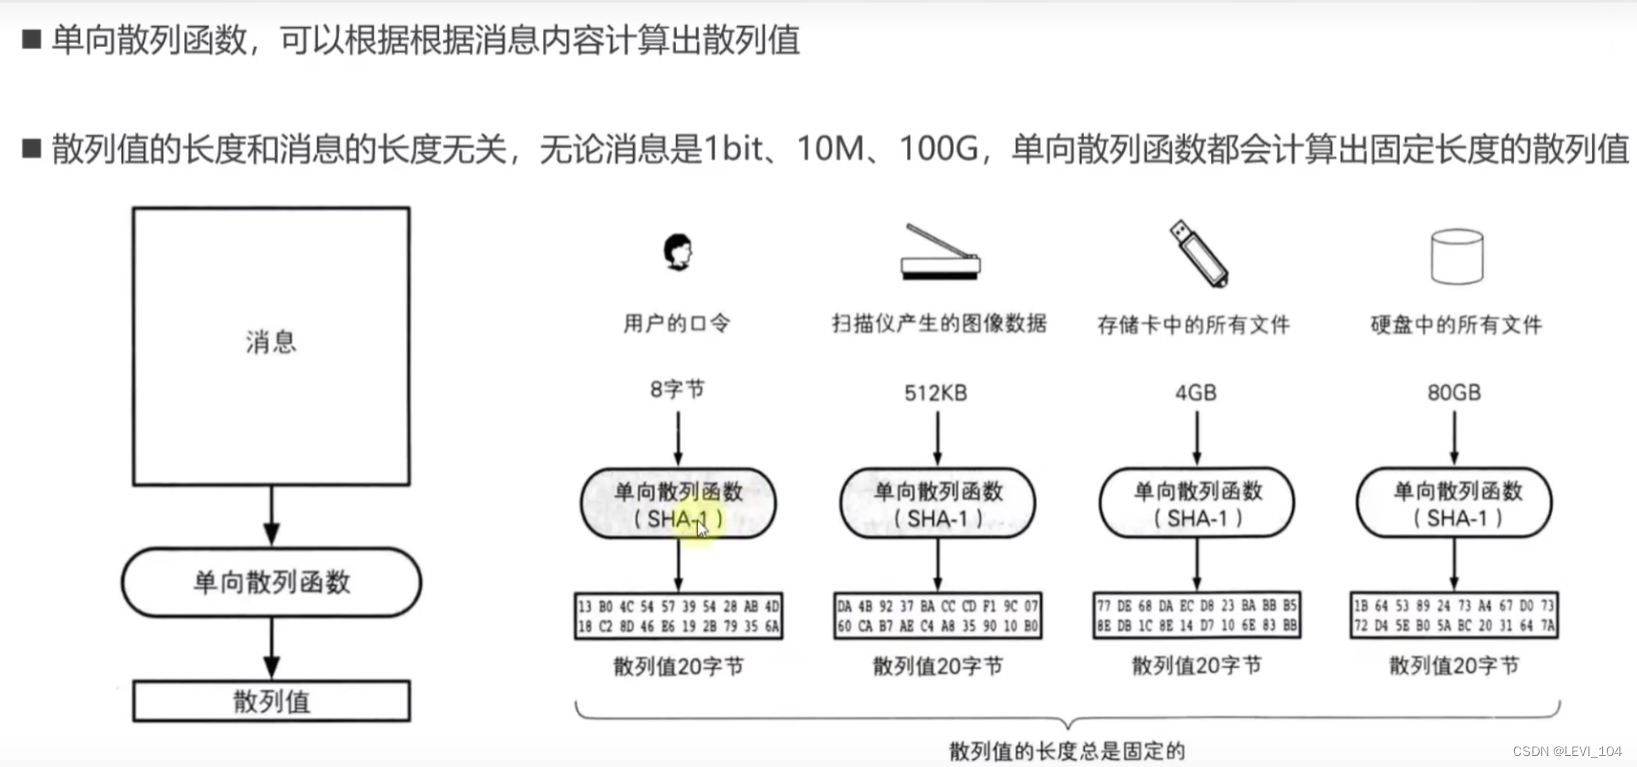 ■ 单向散列函数，可以根据根据消息内容计算出散列值
■ 散列值的长度和消息的长度无关，无论消息是1bit、10M、100G，单向散列函数都会计算出固定长度的散列值
消息
单向散列函数
散列值
用户的口令
8字节
单向散列函数
（SHA-1）
13 B0 4C 54 57 39 54 28 AB 4D
18 C2 8D 46 E6 19 2B 79 35 6A
散列值20字节
扫描仪产生的图像数据
512KB
单向散列函数
（SHA-1）
DA 4B 92 37 BA CC CD F1 9C 07
60 CA B7 AE C4 A8 35 90 10 B0
散列值20字节
存储卡中的所有文件
4GB
单向散列函数
（SHA-1）
77 DE 68 DA EC D8 23 BA BB B5
8E DB 1C 8E 14 D7 10 6E 83 BB
散列值20字节
硬盘中的所有文件
80GB
单向散列函数
（SHA-1）
1B 64 53 89 24 73 A4 67 D0 73
72 D4 5E B0 5A BC 20 31 64 7A
散列值20字节
散列值的长度总是固定的
CSDN @LEVI_104